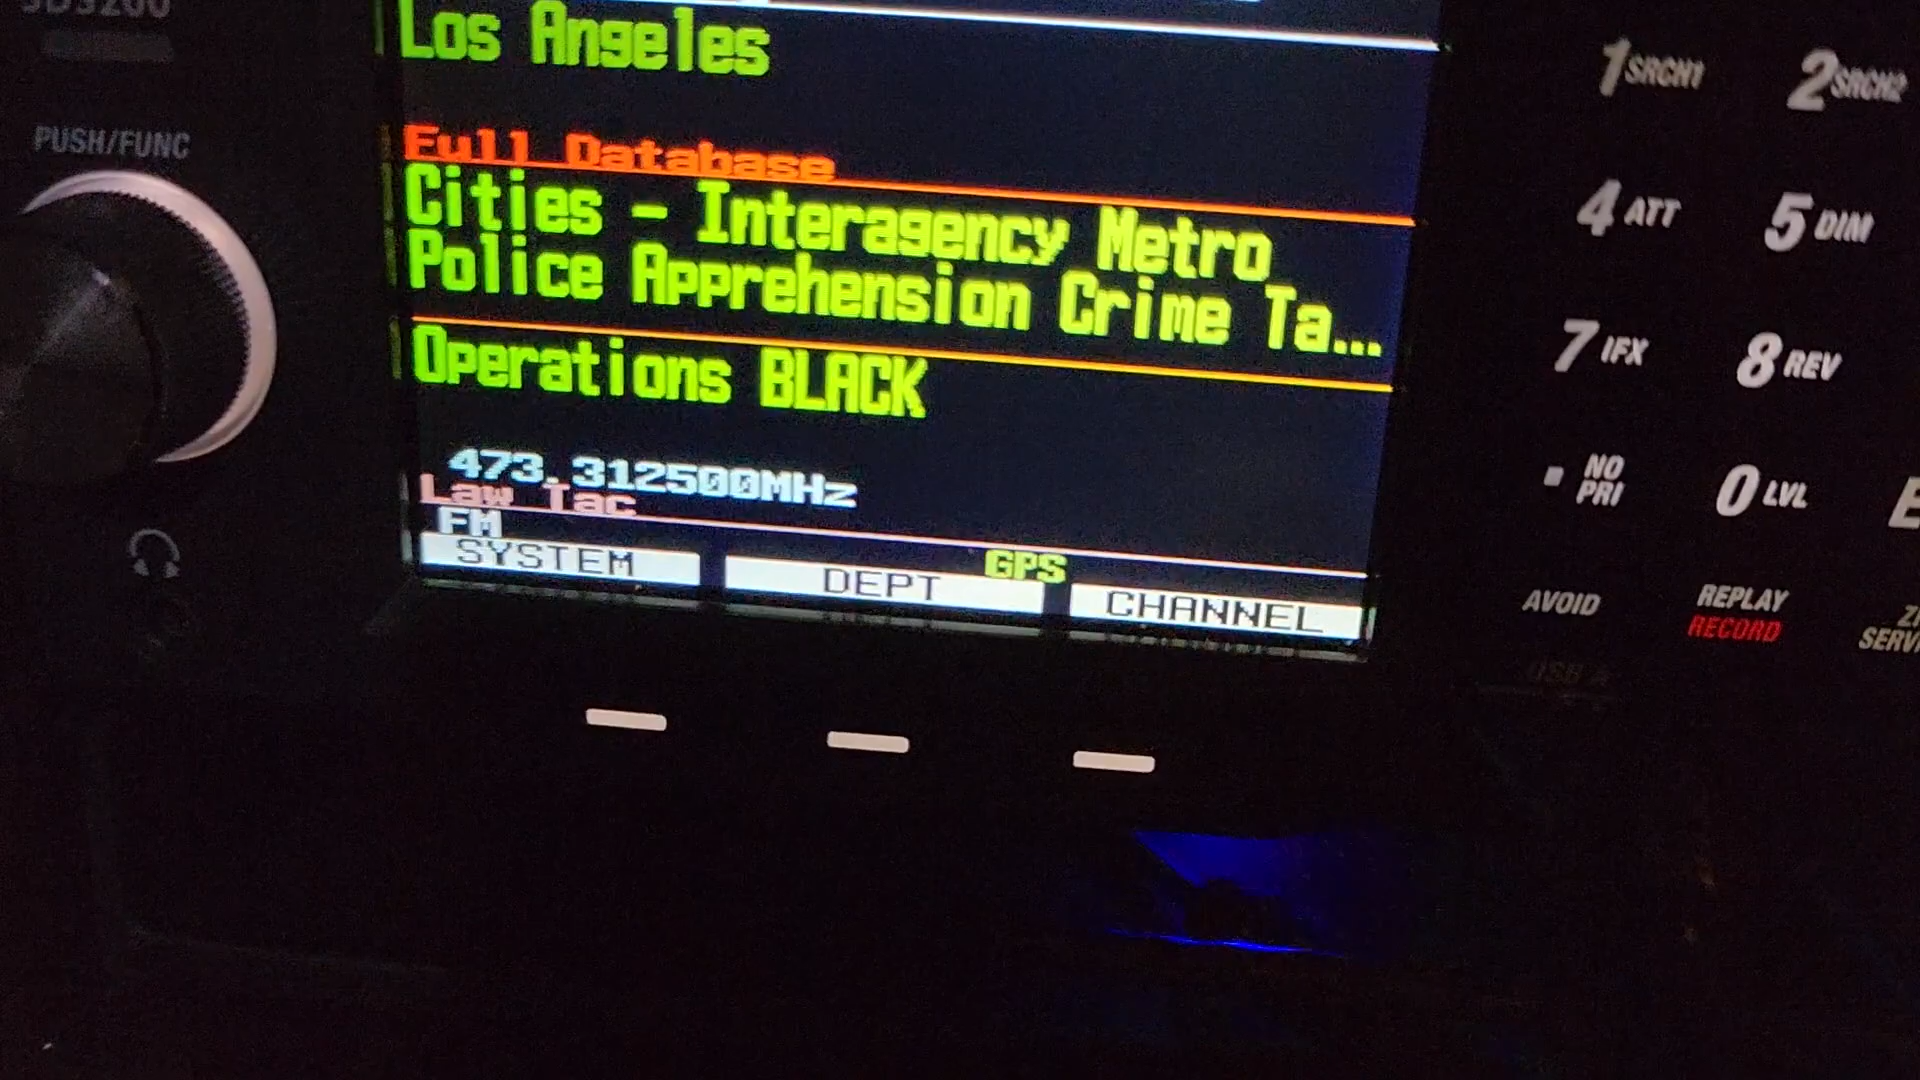 SDS200
Los Angeles
PUSH/FUNC
Full Database
Cities - Interagency Metro
Police Apprehension Crime Ta...
Operations BLACK
473.312500MHz
Law Tac
FM
GPS
SYSTEM DEPT CHANNEL
1 SRCH1 2 SRCH2
4 ATT 5 DIM
7 IFX 8 REV
. NO PRI 0 LVL E
AVOID REPLAY RECORD SERV